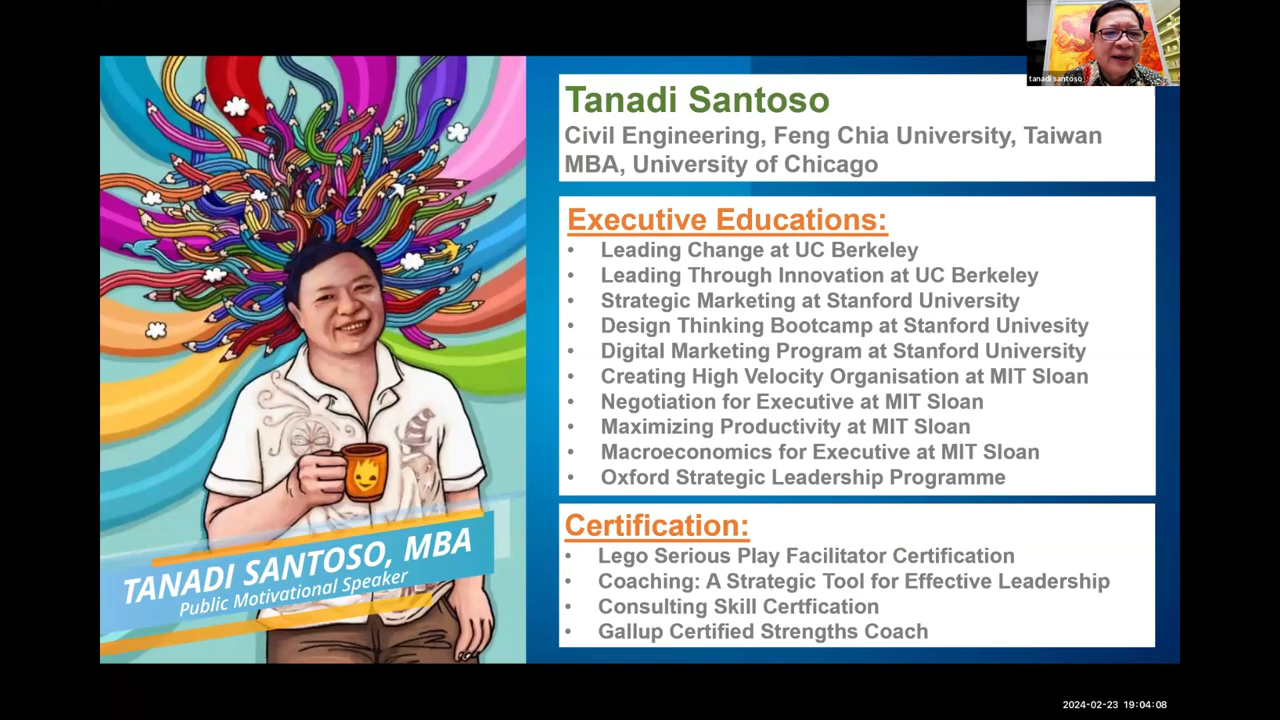 tanadi santoso
Tanadi Santoso
Civil Engineering, Feng Chia University, Taiwan
MBA, University of Chicago
Executive Educations:
• Leading Change at UC Berkeley
• Leading Through Innovation at UC Berkeley
• Strategic Marketing at Stanford University
• Design Thinking Bootcamp at Stanford Univesity
• Digital Marketing Program at Stanford University
• Creating High Velocity Organisation at MIT Sloan
• Negotiation for Executive at MIT Sloan
• Maximizing Productivity at MIT Sloan
• Macroeconomics for Executive at MIT Sloan
• Oxford Strategic Leadership Programme
Certification:
• Lego Serious Play Facilitator Certification
• Coaching: A Strategic Tool for Effective Leadership
• Consulting Skill Certfication
• Gallup Certified Strengths Coach
TANADI SANTOSO, MBA
Public Motivational Speaker
2024-02-23 19:04:08